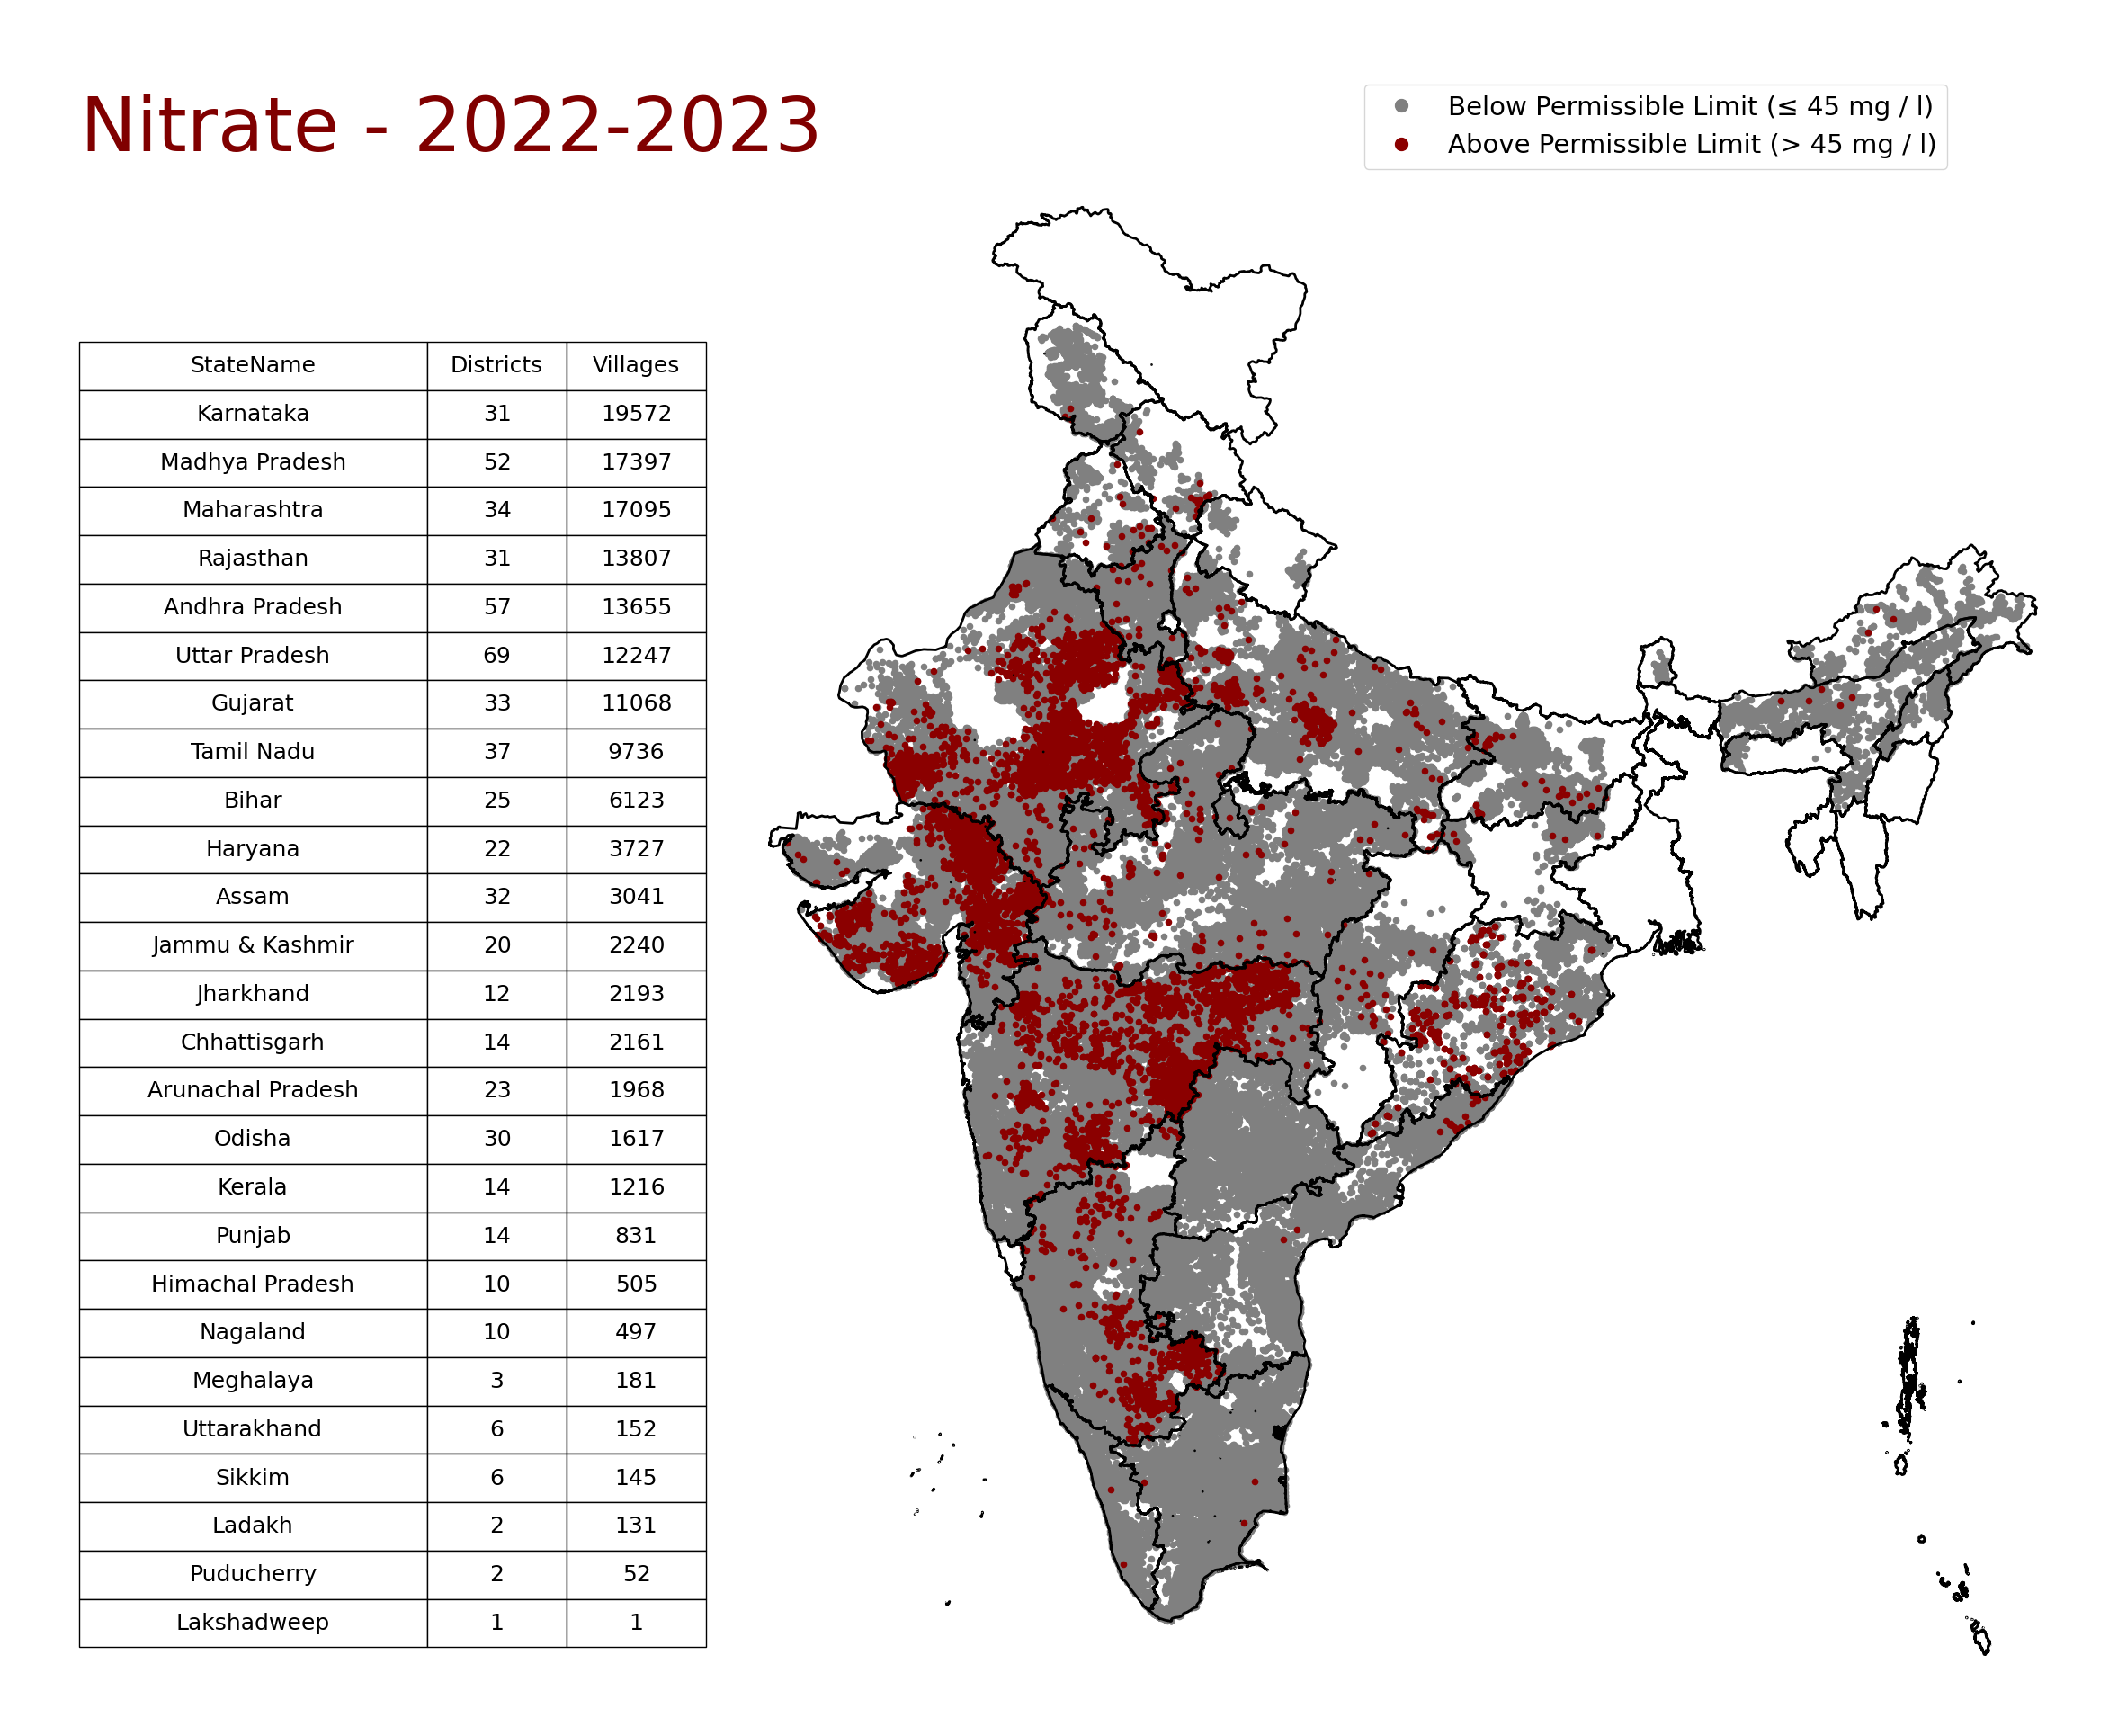 Nitrate - 2022-2023
Below Permissible Limit (≤ 45 mg / l)
Above Permissible Limit (> 45 mg / l)
StateName Districts Villages
Karnataka 31 19572
Madhya Pradesh 52 17397
Maharashtra 34 17095
Rajasthan 31 13807
Andhra Pradesh 57 13655
Uttar Pradesh 69 12247
Gujarat 33 11068
Tamil Nadu 37 9736
Bihar 25 6123
Haryana 22 3727
Assam 32 3041
Jammu & Kashmir 20 2240
Jharkhand 12 2193
Chhattisgarh 14 2161
Arunachal Pradesh 23 1968
Odisha 30 1617
Kerala 14 1216
Punjab 14 831
Himachal Pradesh 10 505
Nagaland 10 497
Meghalaya 3 181
Uttarakhand 6 152
Sikkim 6 145
Ladakh 2 131
Puducherry 2 52
Lakshadweep 1 1